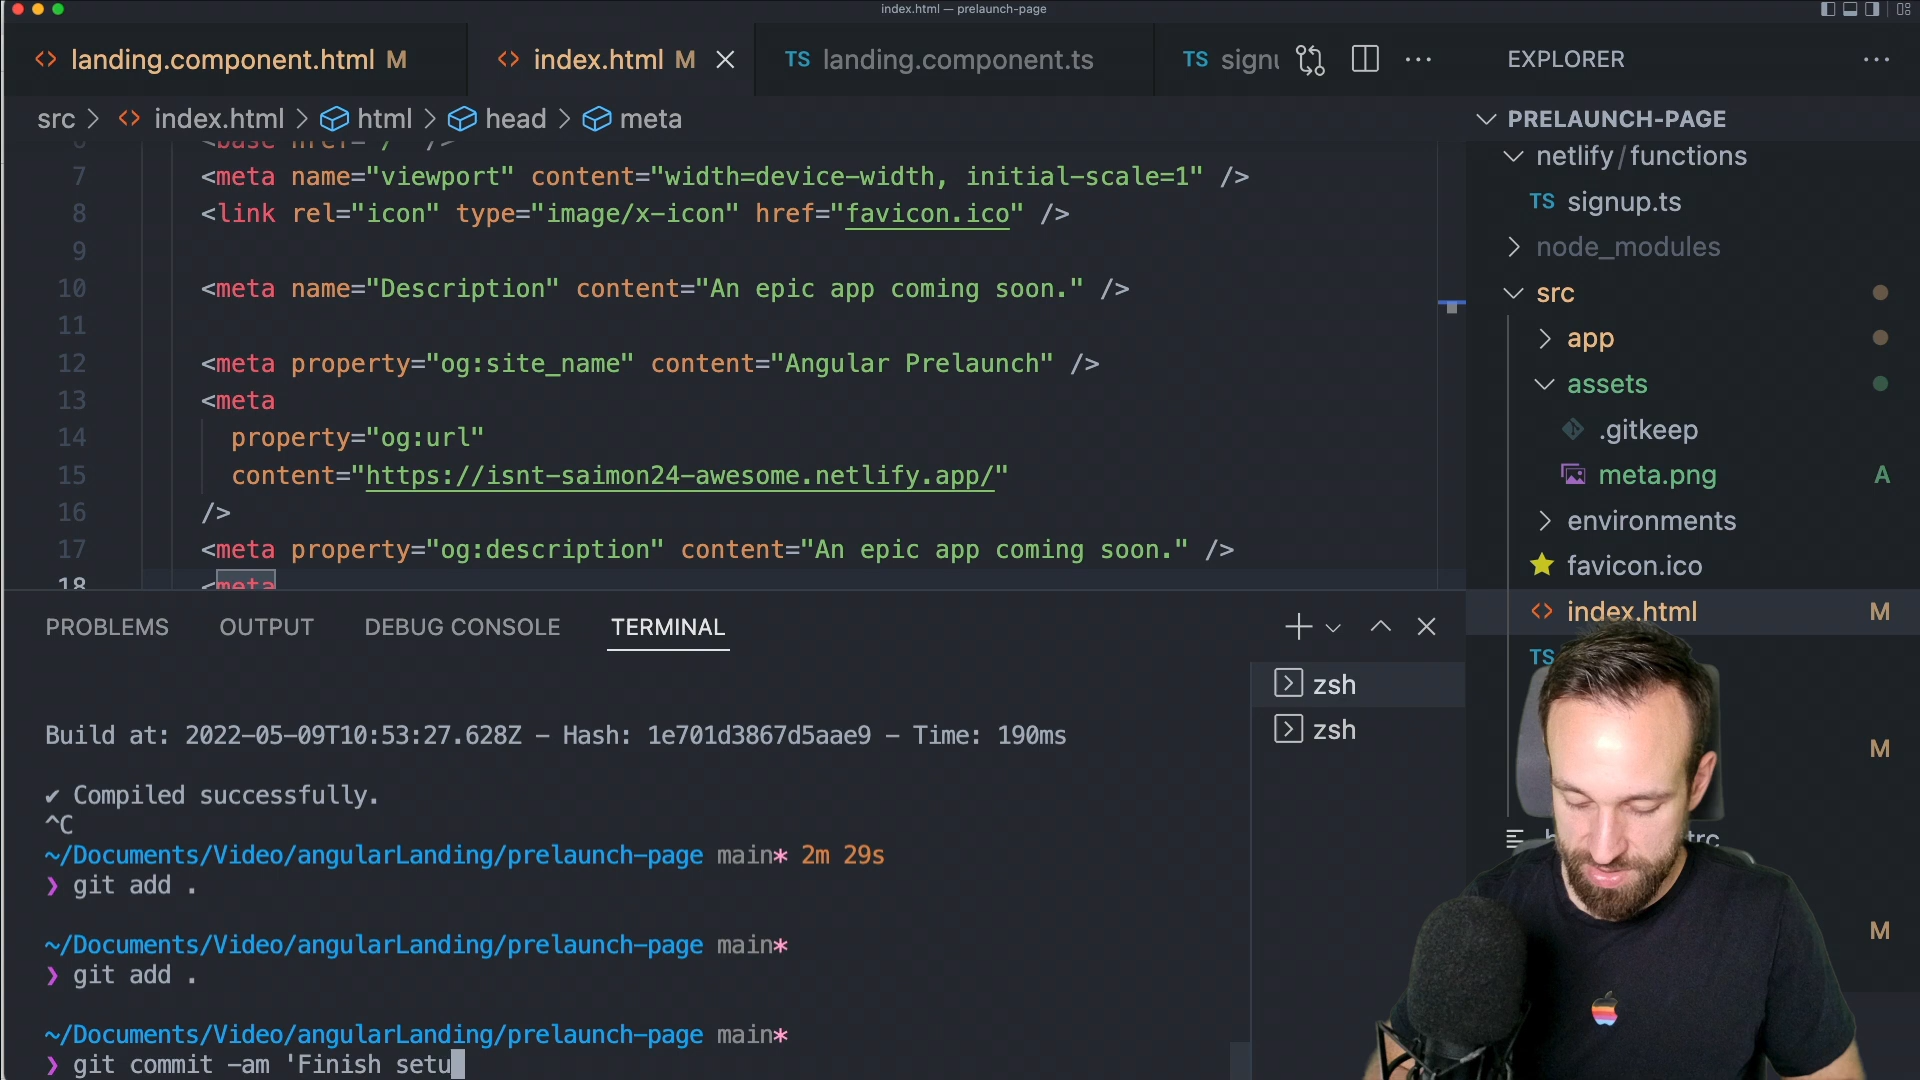 index.html — prelaunch-page
landing.component.html M
index.html M
TS landing.component.ts
TS signu
EXPLORER
src > index.html > html > head > meta
PRELAUNCH-PAGE
netlify/functions
TS signup.ts
node_modules
src
app
assets
.gitkeep
meta.png A
environments
favicon.ico
index.html M
TS
M
trc
M
6 <base href="/" />
7 <meta name="viewport" content="width=device-width, initial-scale=1" />
8 <link rel="icon" type="image/x-icon" href="favicon.ico" />
9
10 <meta name="Description" content="An epic app coming soon." />
11
12 <meta property="og:site_name" content="Angular Prelaunch" />
13 <meta
14 property="og:url"
15 content="https://isnt-saimon24-awesome.netlify.app/"
16 />
17 <meta property="og:description" content="An epic app coming soon." />
18 <meta
PROBLEMS OUTPUT DEBUG CONSOLE TERMINAL
zsh
zsh
Build at: 2022-05-09T10:53:27.628Z – Hash: 1e701d3867d5aae9 – Time: 190ms
✔ Compiled successfully.
^C
~/Documents/Video/angularLanding/prelaunch-page main* 2m 29s
❯ git add .
~/Documents/Video/angularLanding/prelaunch-page main*
❯ git add .
~/Documents/Video/angularLanding/prelaunch-page main*
❯ git commit -am 'Finish setu